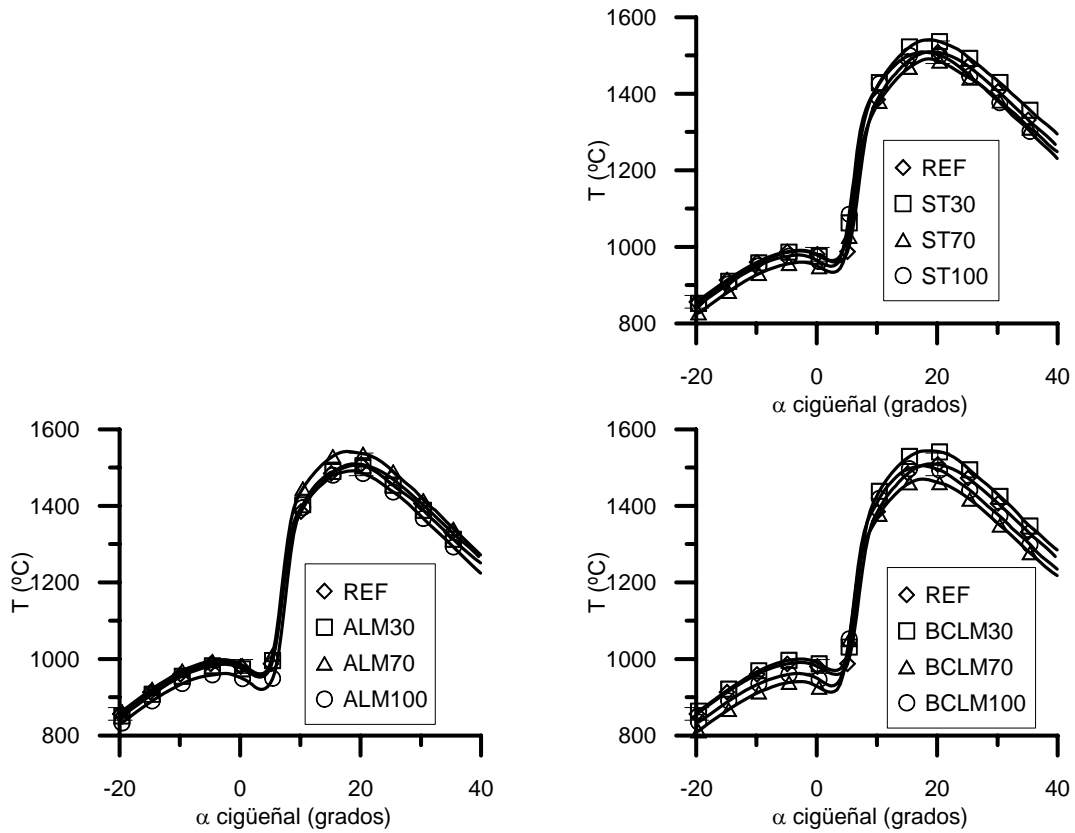 1600
1400
1200
1000
800
T (ºC)
REF
ST30
ST70
ST100
-20 0 20 40
α cigüeñal (grados)
1600
1400
1200
1000
800
T (ºC)
REF
ALM30
ALM70
ALM100
-20 0 20 40
α cigüeñal (grados)
1600
1400
1200
1000
800
T (ºC)
REF
BCLM30
BCLM70
BCLM100
-20 0 20 40
α cigüeñal (grados)